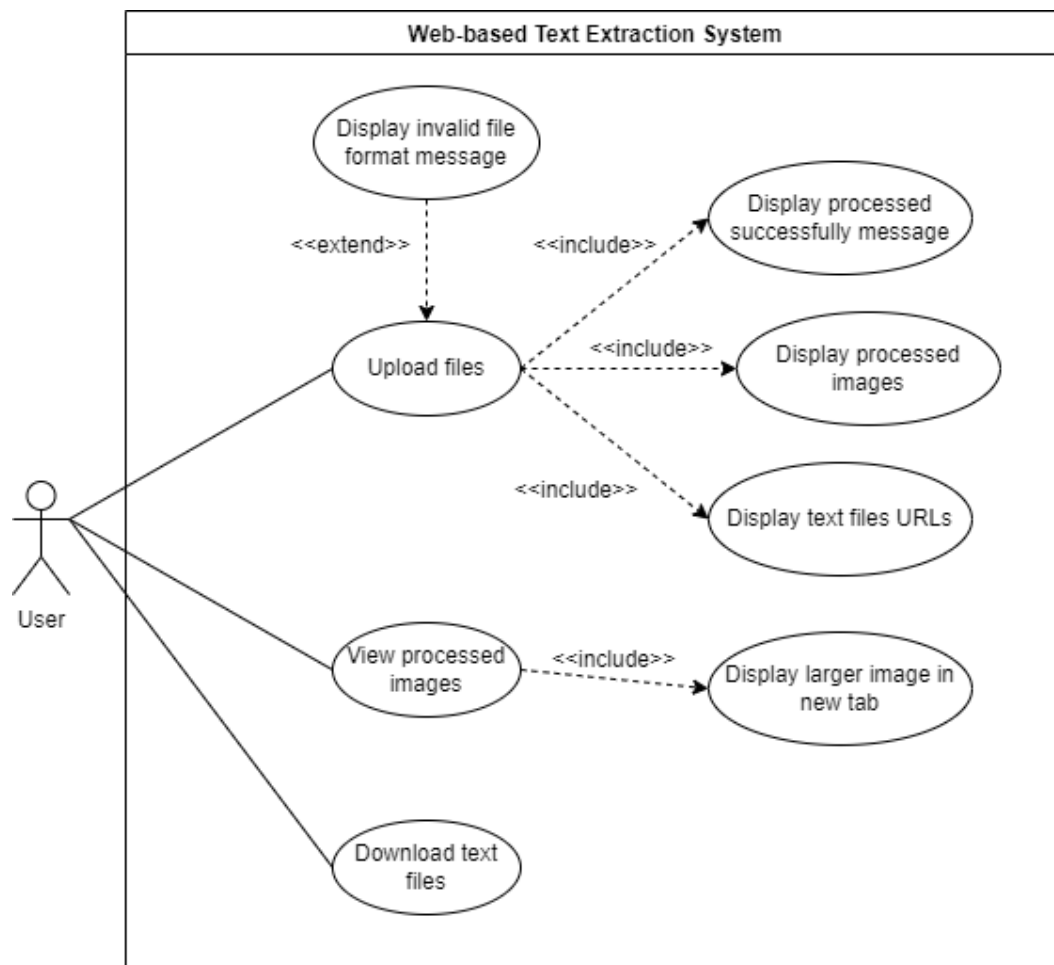 Web-based Text Extraction System
Display invalid file
format message
Display processed
successfully message
<<extend>>
<<include>>
<<include>>
Upload files
Display processed
images
<<include>>
Display text files URLs
User
View processed
images
<<include>>
Display larger image in
new tab
Download text
files